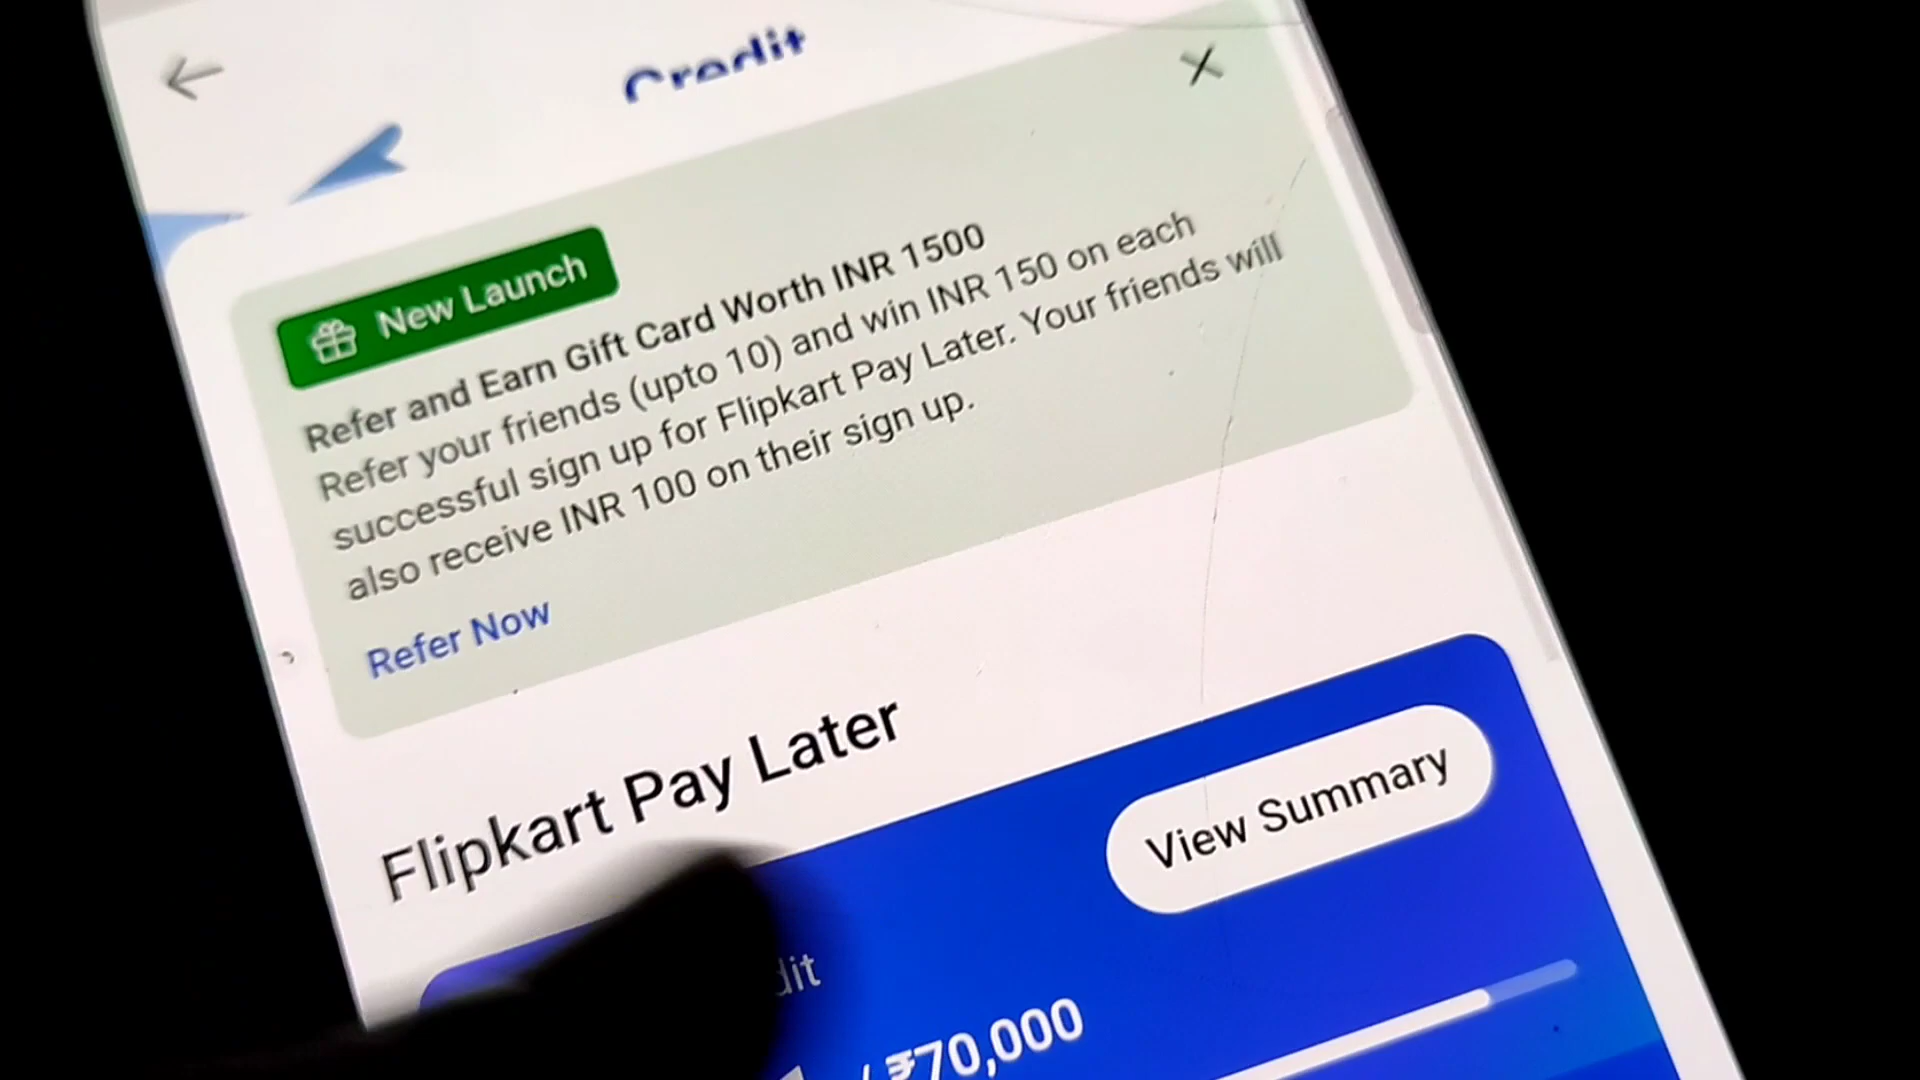 Credit
New Launch
Refer and Earn Gift Card Worth INR 1500
Refer your friends (upto 10) and win INR 150 on each
successful sign up for Flipkart Pay Later. Your friends will
also receive INR 100 on their sign up.
Refer Now
Flipkart Pay Later
View Summary
/ ₹70,000